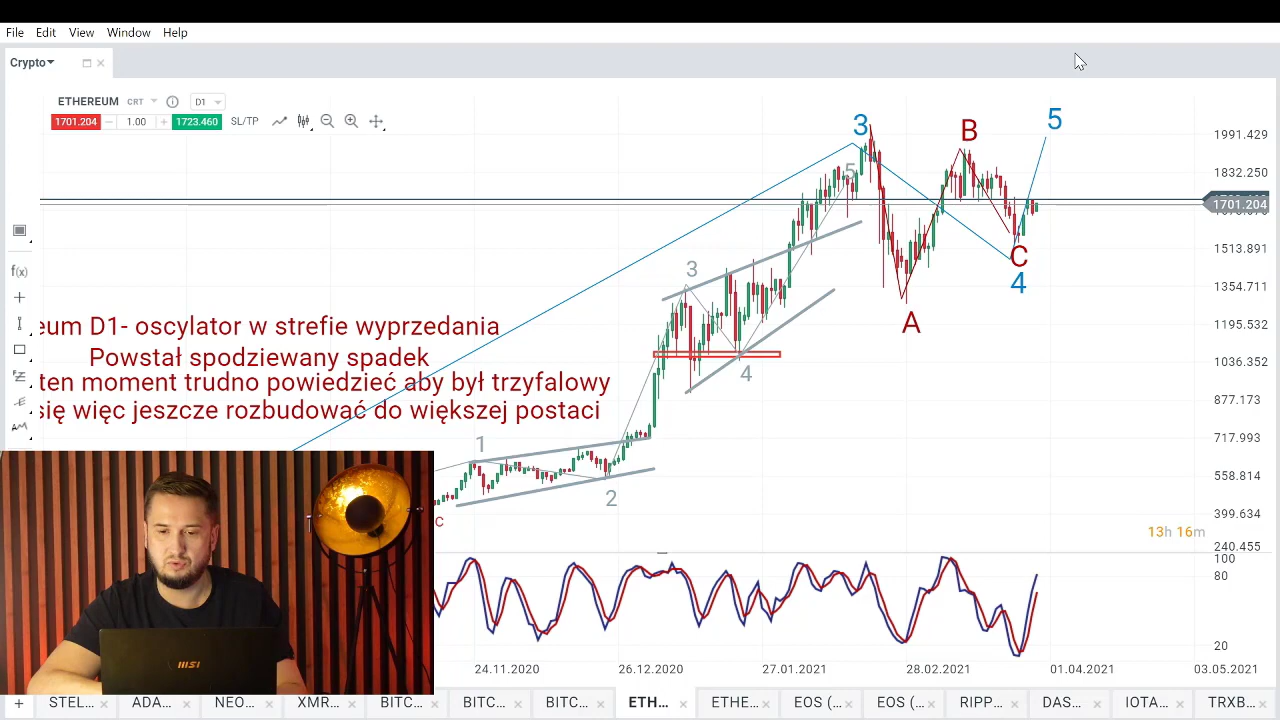 File Edit View Window Help
Crypto
ETHEREUM CRT D1
1701.204 1.00 1723.460 SL/TP
3 B 5
1991.429
5 1832.250
1701.204
3
1513.891
C
4
1354.711
A
1195.532
eum D1- oscylator w strefie wyprzedania
Powstał spodziewany spadek
1036.352
4
ten moment trudno powiedzieć aby był trzyfalowy
877.173
się więc jeszcze rozbudować do większej postaci
1 717.993
558.814
2
399.634
C
13h 16m
240.455
100
80
20
24.11.2020 26.12.2020 27.01.2021 28.02.2021 01.04.2021 03.05.2021
f(x)
msi
+ STEL... ADA... NEO... XMR... BITC... BITC... BITC... ETH... ETHE... EOS (... EOS (... RIPP... DAS... IOTA... TRXB